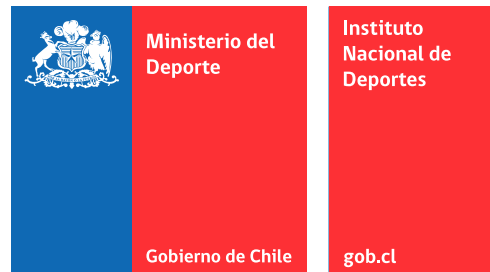 Ministerio del
Deporte
Gobierno de Chile
Instituto
Nacional de
Deportes
gob.cl